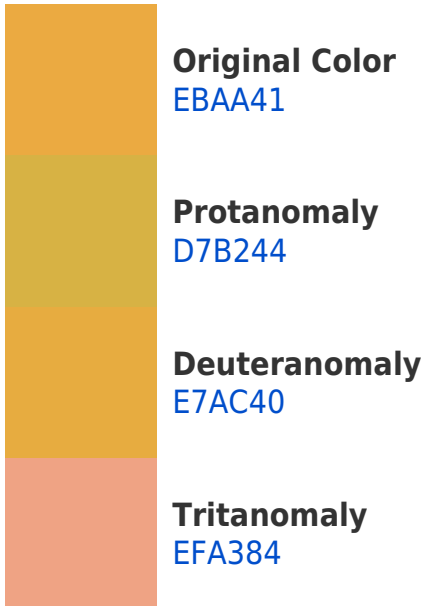 Original Color
EBAA41
Protanomaly
D7B244
Deuteranomaly
E7AC40
Tritanomaly
EFA384